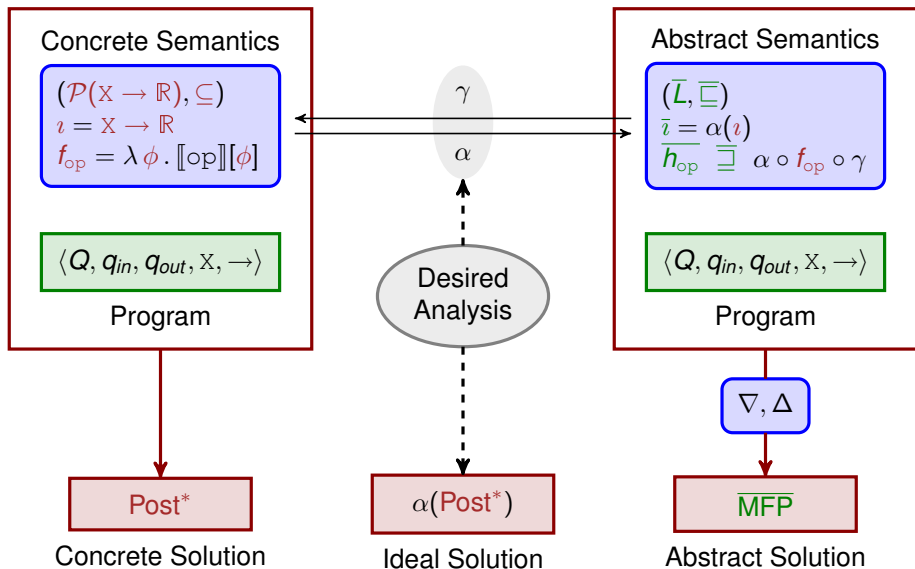 Concrete Semantics
(𝒫(X → ℝ), ⊆)
ı = X → ℝ
f_op = λ ϕ . ⟦op⟧[ϕ]
⟨Q, q_in, q_out, X, →⟩
Program
γ
α
Desired
Analysis
Abstract Semantics
(L̅, ⊑̅)
ı̅ = α(ı)
h̅_o̅p̅ ⊒̅ α ∘ f_op ∘ γ
⟨Q, q_in, q_out, X, →⟩
Program
∇, Δ
Post*
Concrete Solution
α(Post*)
Ideal Solution
M̅F̅P̅
Abstract Solution